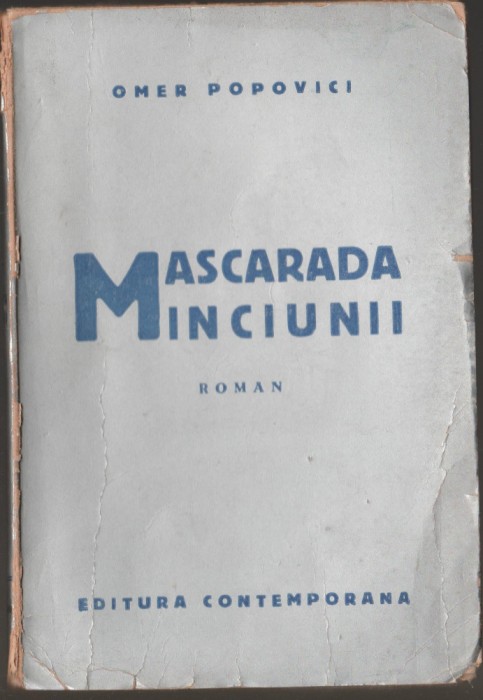 OMER POPOVICI
MASCARADA
MINCIUNII
ROMAN
EDITURA CONTEMPORANA